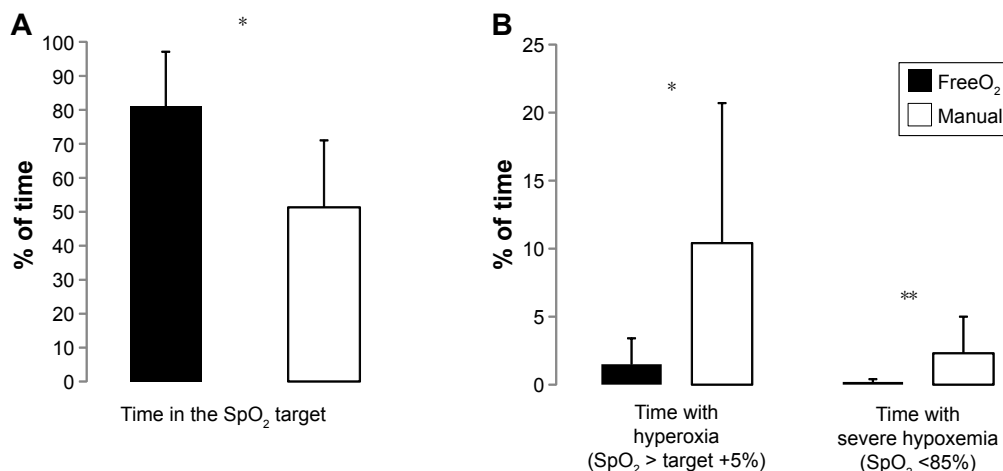 A
*
100
90
80
70
60
50
40
30
20
10
0
% of time
Time in the SpO₂ target
B
25
20
15
10
5
0
% of time
*
**
FreeO₂
Manual
Time with
hyperoxia
(SpO₂ > target +5%)
Time with
severe hypoxemia
(SpO₂ <85%)